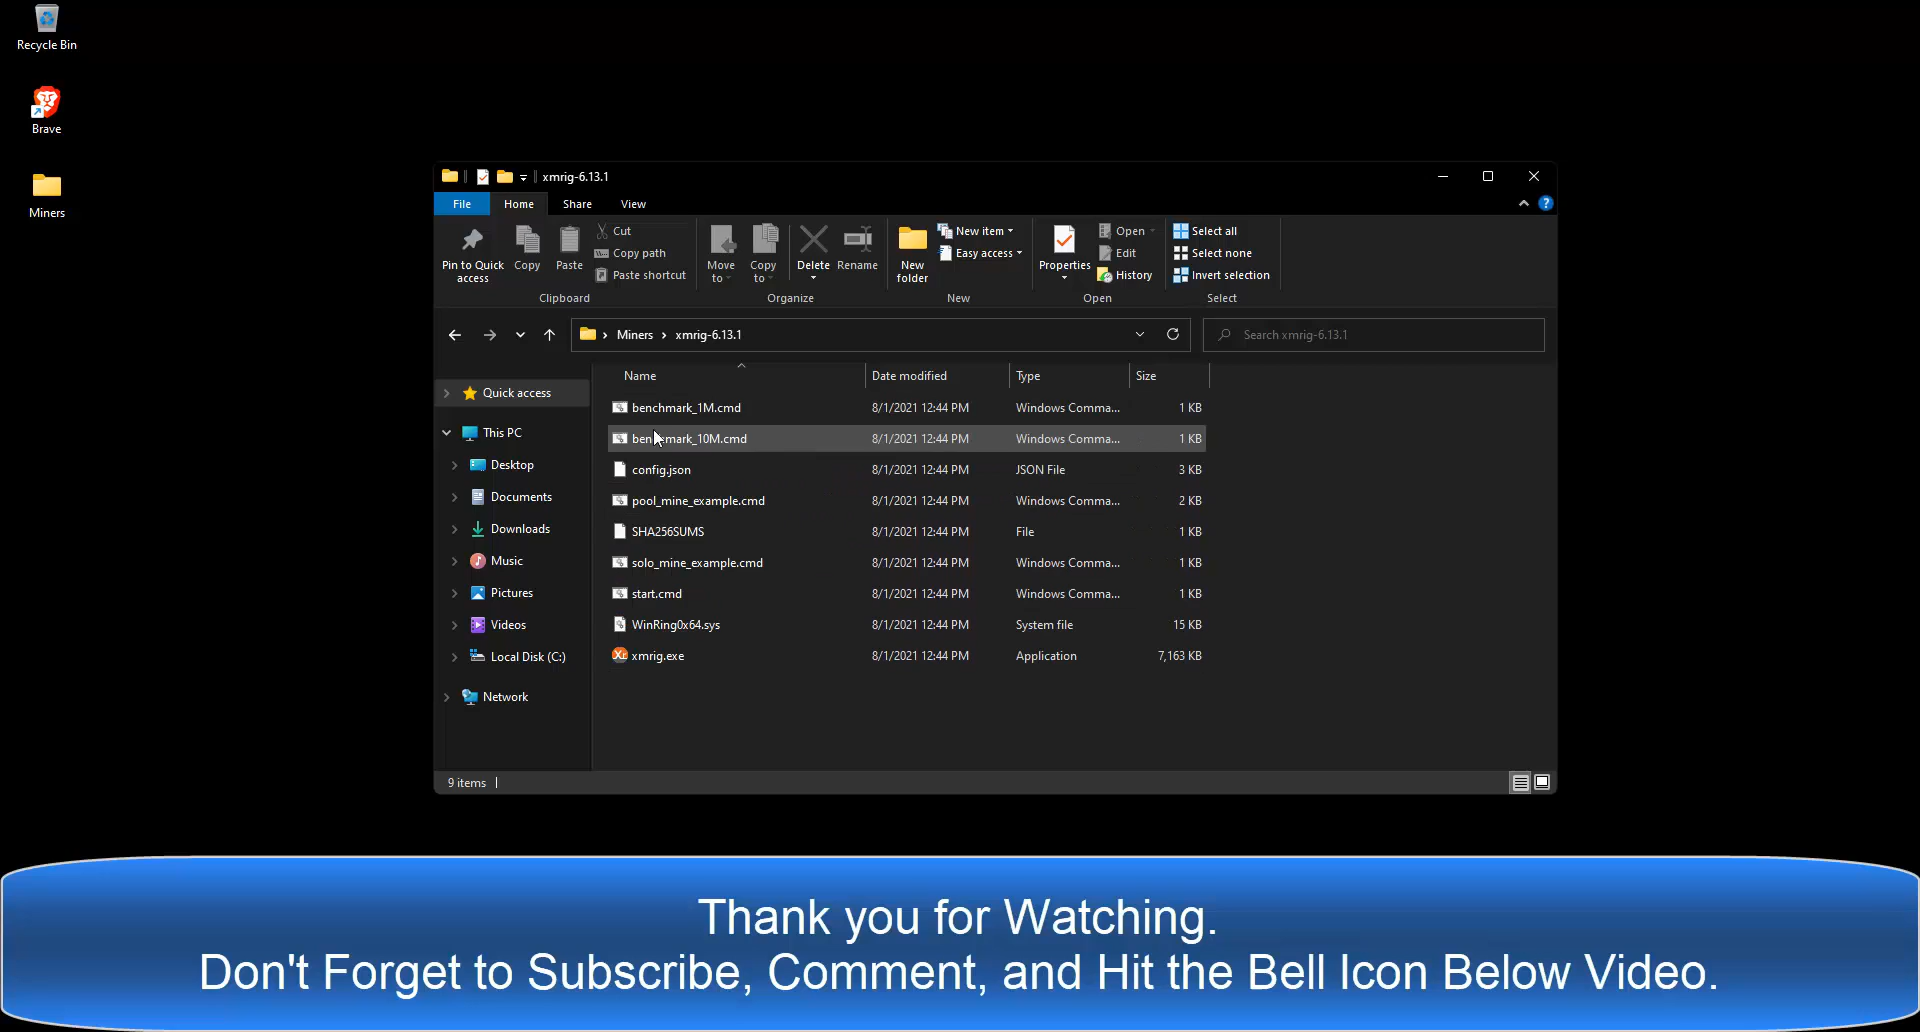 Recycle Bin
Brave
Miners
xmrig-6.13.1
File Home Share View
Pin to Quick access
Copy
Paste
Cut
Copy path
Paste shortcut
Clipboard
Move to
Copy to
Delete
Rename
Organize
New folder
New item
Easy access
New
Properties
Open
Edit
History
Open
Select all
Select none
Invert selection
Select
Miners > xmrig-6.13.1
Search xmrig-6.13.1
Quick access
This PC
Desktop
Documents
Downloads
Music
Pictures
Videos
Local Disk (C:)
Network
Name Date modified Type Size
benchmark_1M.cmd 8/1/2021 12:44 PM Windows Comma... 1 KB
benchmark_10M.cmd 8/1/2021 12:44 PM Windows Comma... 1 KB
config.json 8/1/2021 12:44 PM JSON File 3 KB
pool_mine_example.cmd 8/1/2021 12:44 PM Windows Comma... 2 KB
SHA256SUMS 8/1/2021 12:44 PM File 1 KB
solo_mine_example.cmd 8/1/2021 12:44 PM Windows Comma... 1 KB
start.cmd 8/1/2021 12:44 PM Windows Comma... 1 KB
WinRing0x64.sys 8/1/2021 12:44 PM System file 15 KB
xmrig.exe 8/1/2021 12:44 PM Application 7,163 KB
9 items
Thank you for Watching.
Don't Forget to Subscribe, Comment, and Hit the Bell Icon Below Video.